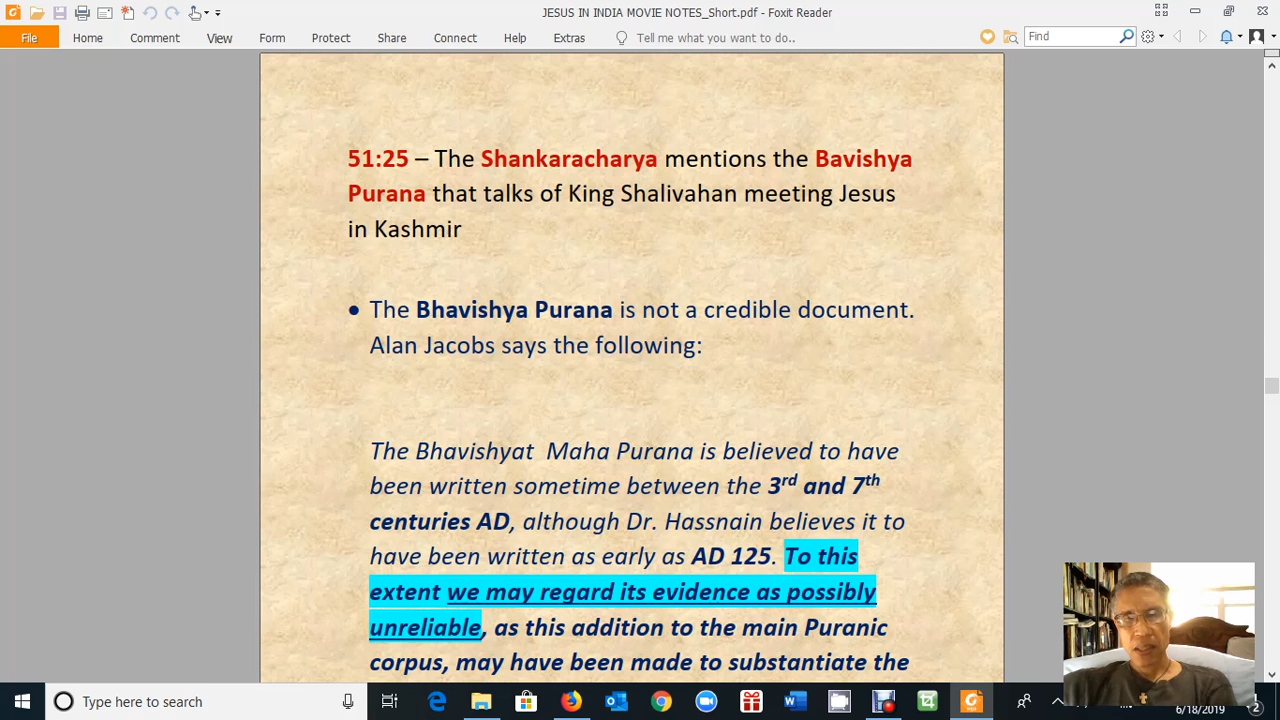 JESUS IN INDIA MOVIE NOTES_Short.pdf - Foxit Reader
File Home Comment View Form Protect Share Connect Help Extras Tell me what you want to do.. Find
51:25 – The Shankaracharya mentions the Bavishya
Purana that talks of King Shalivahan meeting Jesus
in Kashmir
• The Bhavishya Purana is not a credible document.
Alan Jacobs says the following:
The Bhavishyat Maha Purana is believed to have
been written sometime between the 3rd and 7th
centuries AD, although Dr. Hassnain believes it to
have been written as early as AD 125. To this
extent we may regard its evidence as possibly
unreliable, as this addition to the main Puranic
corpus, may have been made to substantiate the
Type here to search
6/18/2019
2